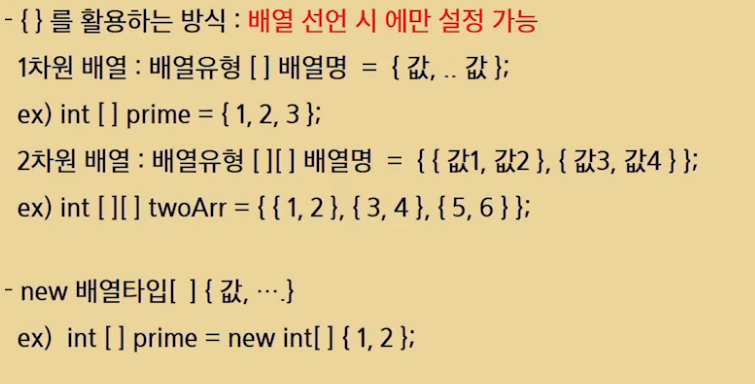 - { } 를 활용하는 방식 : 배열 선언 시 에만 설정 가능
1차원 배열 : 배열유형 [ ] 배열명 = { 값, .. 값 };
ex) int [ ] prime = { 1, 2, 3 };
2차원 배열 : 배열유형 [ ][ ] 배열명 = { { 값1, 값2 }, { 값3, 값4 } };
ex) int [ ][ ] twoArr = { { 1, 2 }, { 3, 4 }, { 5, 6 } };
- new 배열타입[ ] { 값, ….}
ex) int [ ] prime = new int[ ] { 1, 2 };